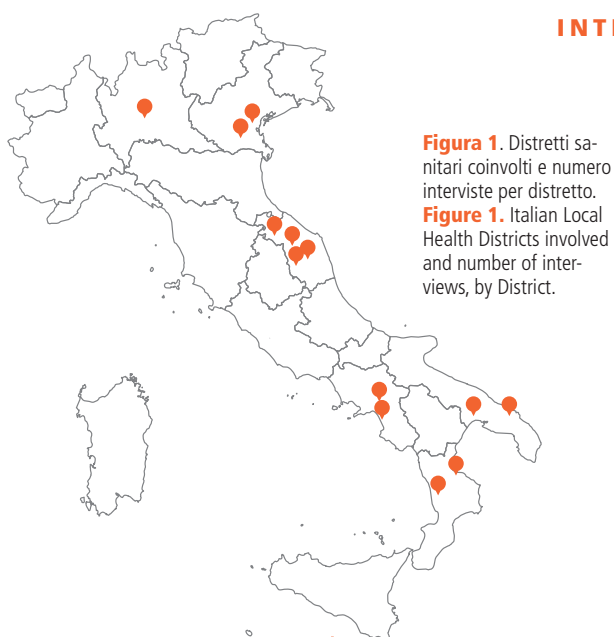 INT
Figura 1. Distretti sa-
nitari coinvolti e numero
interviste per distretto.
Figure 1. Italian Local
Health Districts involved
and number of inter-
views, by District.